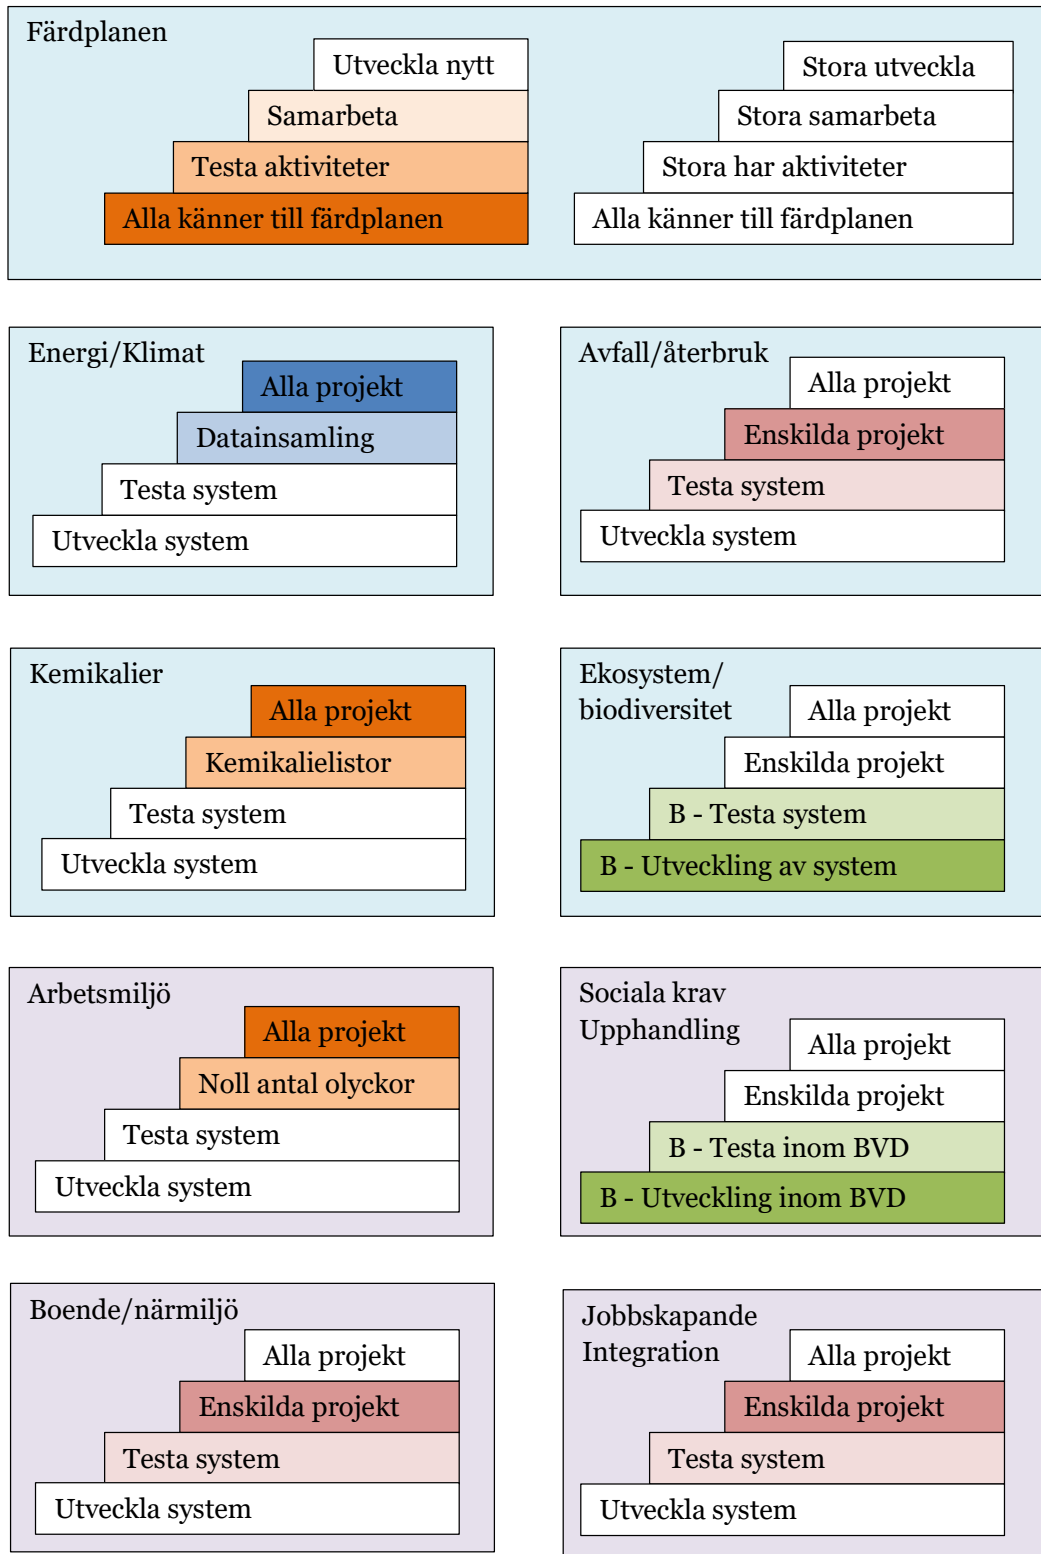 Färdplanen
Utveckla nytt
Samarbeta
Testa aktiviteter
Alla känner till färdplanen
Stora utveckla
Stora samarbeta
Stora har aktiviteter
Alla känner till färdplanen
Energi/Klimat
Alla projekt
Datainsamling
Testa system
Utveckla system
Avfall/återbruk
Alla projekt
Enskilda projekt
Testa system
Utveckla system
Kemikalier
Alla projekt
Kemikalielistor
Testa system
Utveckla system
Ekosystem/
biodiversitet
Alla projekt
Enskilda projekt
B - Testa system
B - Utveckling av system
Arbetsmiljö
Alla projekt
Noll antal olyckor
Testa system
Utveckla system
Sociala krav
Upphandling
Alla projekt
Enskilda projekt
B - Testa inom BVD
B - Utveckling inom BVD
Boende/närmiljö
Alla projekt
Enskilda projekt
Testa system
Utveckla system
Jobbskapande
Integration
Alla projekt
Enskilda projekt
Testa system
Utveckla system